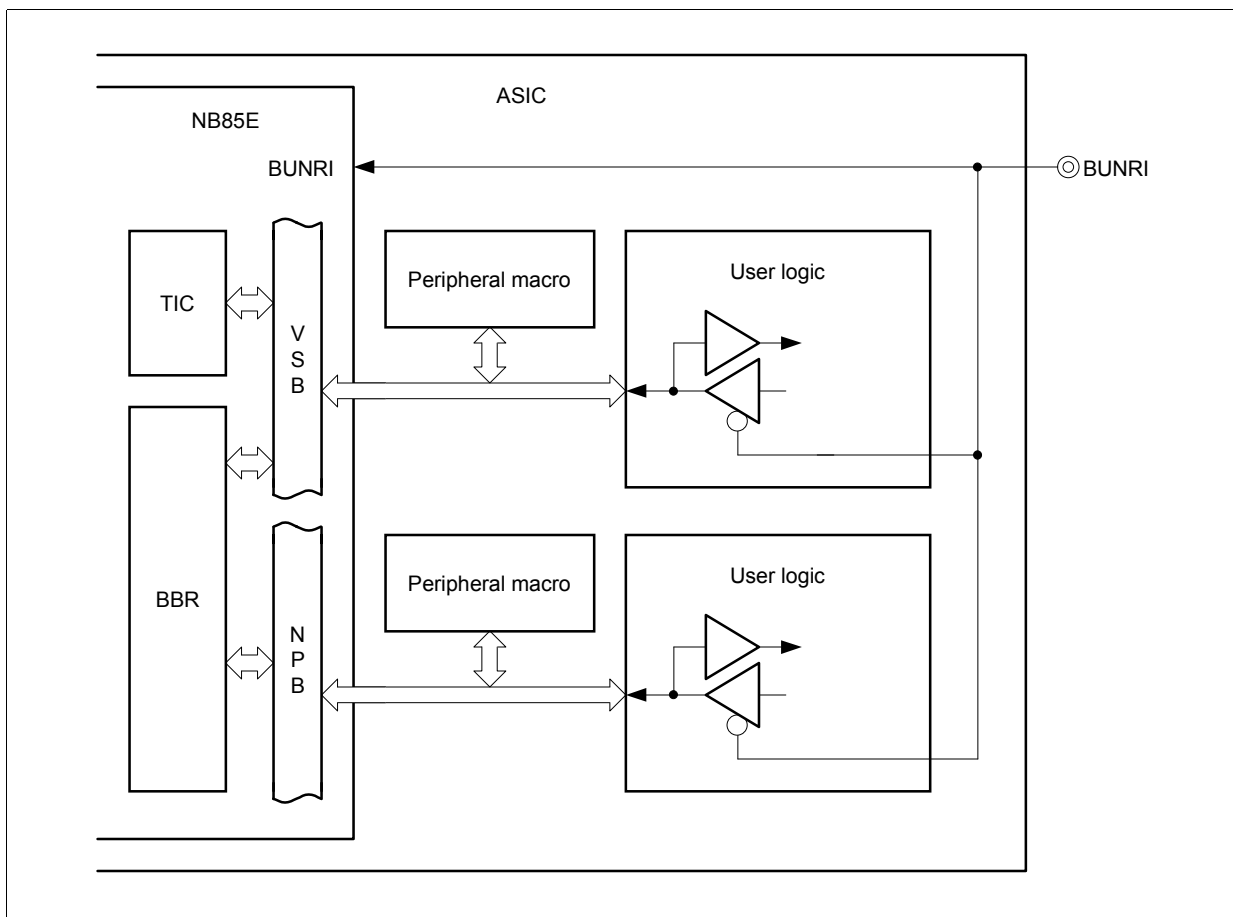 ASIC
NB85E
BUNRI
BUNRI
TIC
V
S
B
Peripheral macro
User logic
BBR
N
P
B
Peripheral macro
User logic